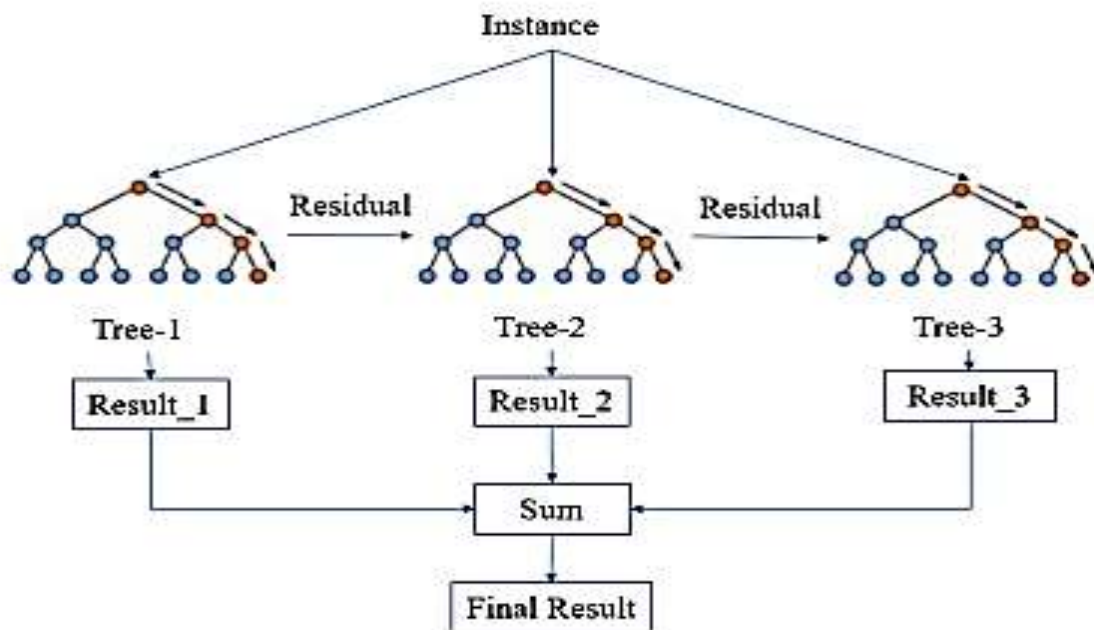 Instance
Residual
Residual
Tree-1
Tree-2
Tree-3
Result_1
Result_2
Result_3
Sum
Final Result